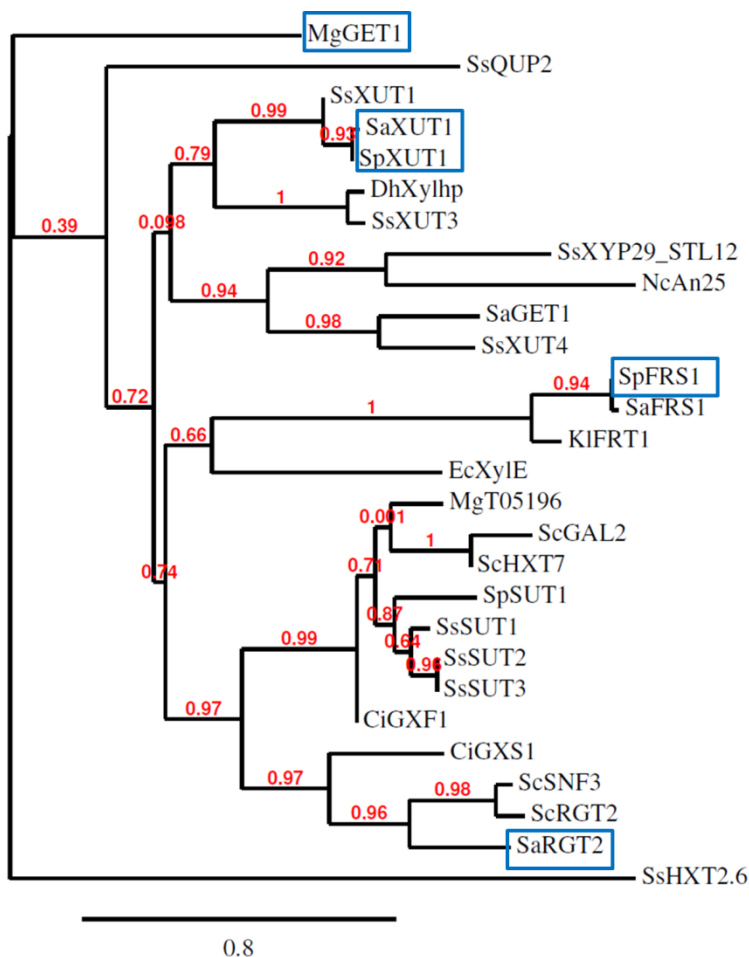 MgGET1
SsQUP2
SsXUT1
0.99
SaXUT1
0.93
SpXUT1
0.79
DhXylhp
1
SsXUT3
0.39
0.098
SsXYP29_STL12
0.92
NcAn25
0.94
SaGET1
0.98
SsXUT4
SpFRS1
0.94
SaFRS1
0.72
1
KlFRT1
0.66
EcXylE
MgT05196
0.001
ScGAL2
1
ScHXT7
0.74
0.71
SpSUT1
0.87
SsSUT1
0.64
0.99
SsSUT2
0.96
SsSUT3
0.97
CiGXF1
CiGXS1
0.97
ScSNF3
0.98
0.96
ScRGT2
SaRGT2
SsHXT2.6
0.8